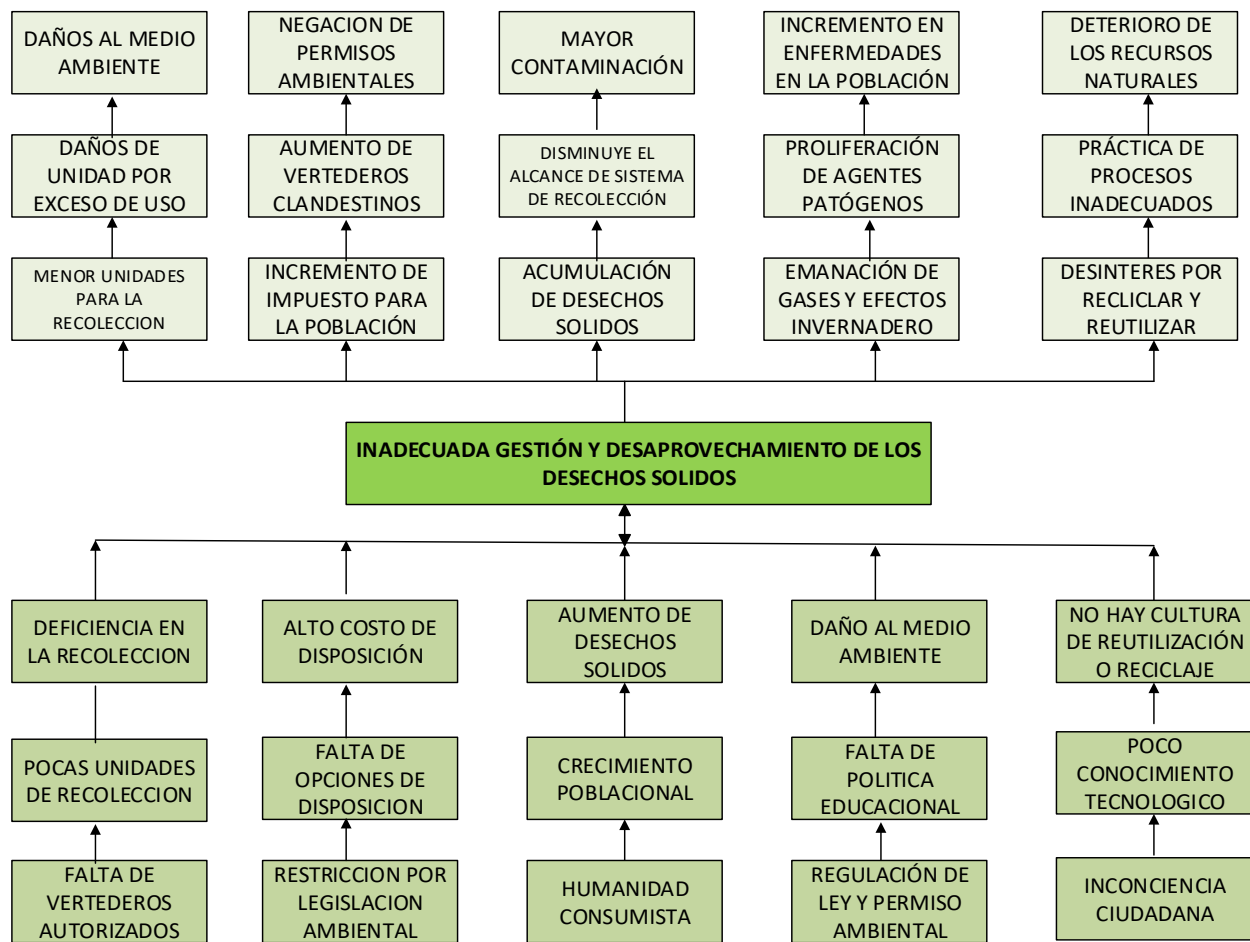 DAÑOS AL MEDIO
AMBIENTE
NEGACION DE
PERMISOS
AMBIENTALES
MAYOR
CONTAMINACIÓN
INCREMENTO EN
ENFERMEDADES
EN LA POBLACIÓN
DETERIORO DE
LOS RECURSOS
NATURALES
DAÑOS DE
UNIDAD POR
EXCESO DE USO
AUMENTO DE
VERTEDEROS
CLANDESTINOS
DISMINUYE EL
ALCANCE DE SISTEMA
DE RECOLECCIÓN
PROLIFERACIÓN
DE AGENTES
PATÓGENOS
PRÁCTICA DE
PROCESOS
INADECUADOS
MENOR UNIDADES
PARA LA
RECOLECCION
INCREMENTO DE
IMPUESTO PARA
LA POBLACIÓN
ACUMULACIÓN
DE DESECHOS
SOLIDOS
EMANACIÓN DE
GASES Y EFECTOS
INVERNADERO
DESINTERES POR
RECLICLAR Y
REUTILIZAR
INADECUADA GESTIÓN Y DESAPROVECHAMIENTO DE LOS
DESECHOS SOLIDOS
DEFICIENCIA EN
LA RECOLECCION
ALTO COSTO DE
DISPOSICIÓN
AUMENTO DE
DESECHOS
SOLIDOS
DAÑO AL MEDIO
AMBIENTE
NO HAY CULTURA
DE REUTILIZACIÓN
O RECICLAJE
POCAS UNIDADES
DE RECOLECCION
FALTA DE
OPCIONES DE
DISPOSICION
CRECIMIENTO
POBLACIONAL
FALTA DE
POLITICA
EDUCACIONAL
POCO
CONOCIMIENTO
TECNOLOGICO
FALTA DE
VERTEDEROS
AUTORIZADOS
RESTRICCION POR
LEGISLACION
AMBIENTAL
HUMANIDAD
CONSUMISTA
REGULACIÓN DE
LEY Y PERMISO
AMBIENTAL
INCONCIENCIA
CIUDADANA